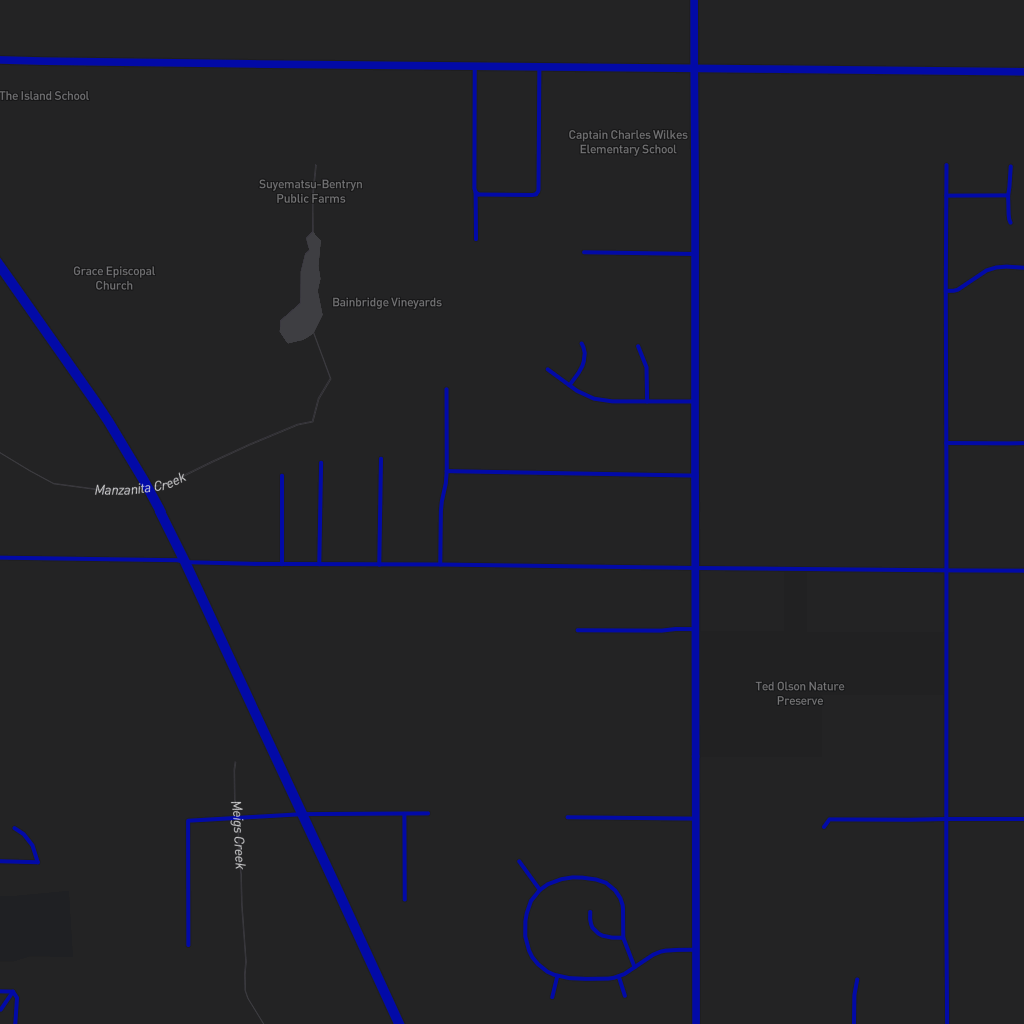 The Island School
Captain Charles Wilkes
Elementary School
Suyematsu-Bentryn
Public Farms
Grace Episcopal
Church
Bainbridge Vineyards
Manzanita Creek
Ted Olson Nature
Preserve
Meigs Creek